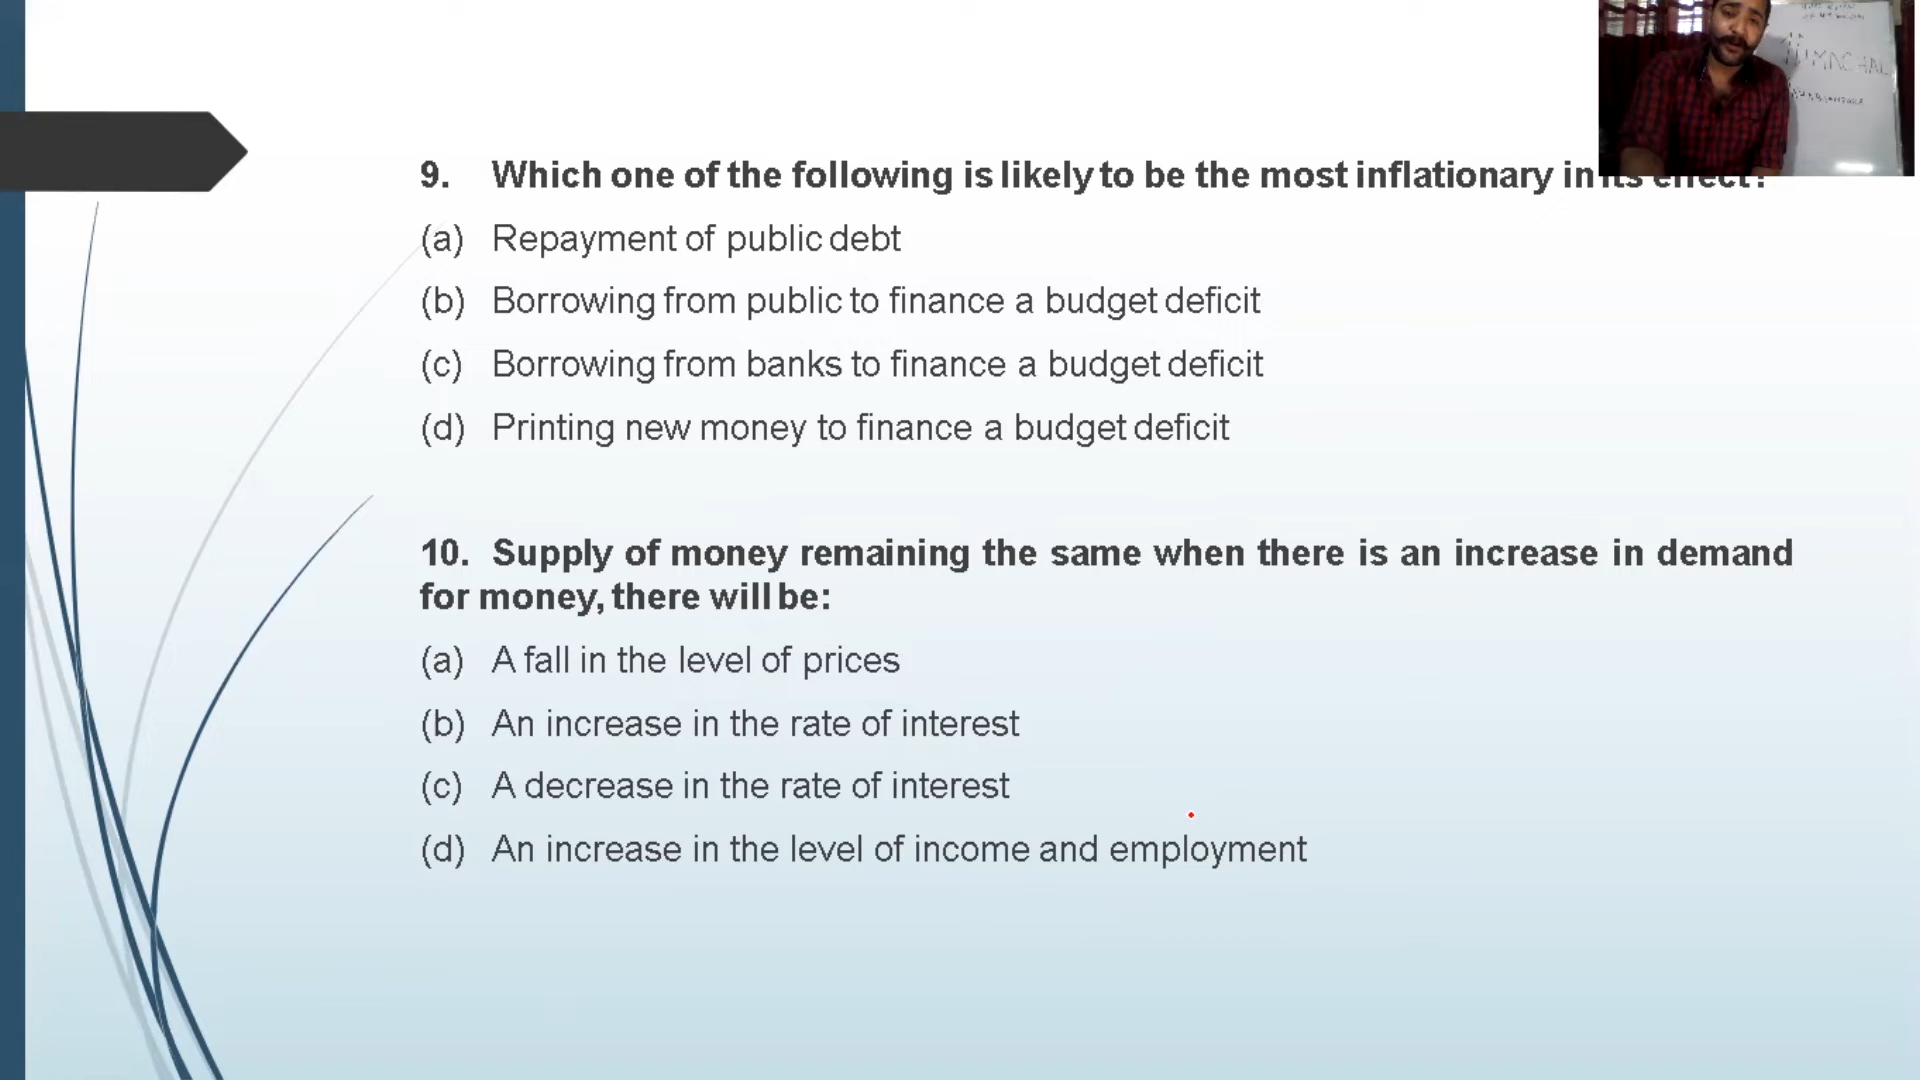 HIMACHAL
9. Which one of the following is likely to be the most inflationary in its effect?
(a) Repayment of public debt
(b) Borrowing from public to finance a budget deficit
(c) Borrowing from banks to finance a budget deficit
(d) Printing new money to finance a budget deficit
10. Supply of money remaining the same when there is an increase in demand
for money, there will be:
(a) A fall in the level of prices
(b) An increase in the rate of interest
(c) A decrease in the rate of interest
(d) An increase in the level of income and employment